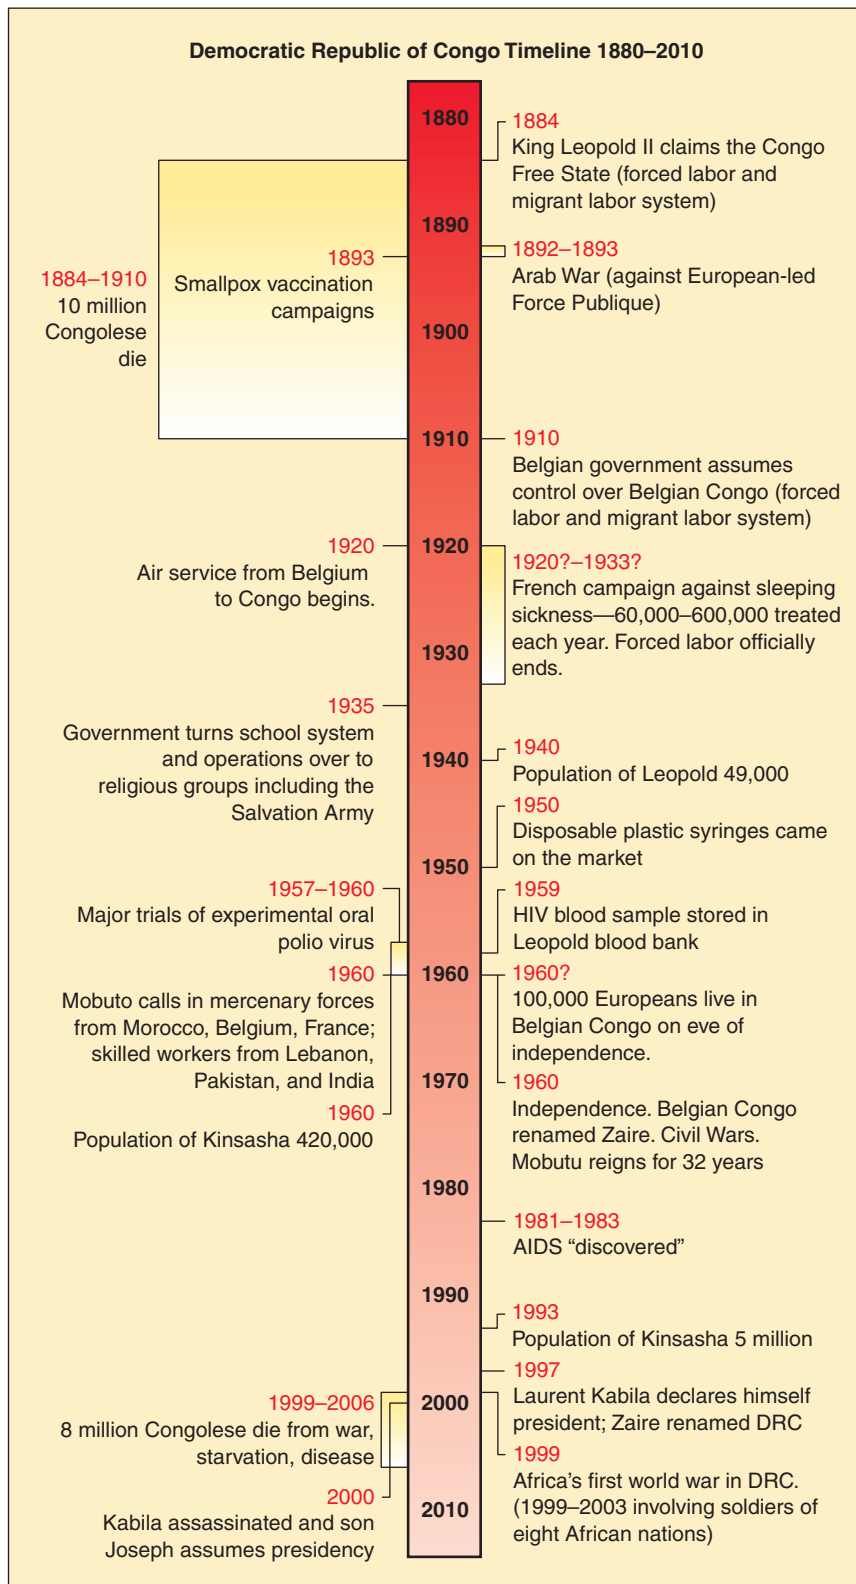 Democratic Republic of Congo Timeline 1880–2010
1880
1890
1900
1910
1920
1930
1940
1950
1960
1970
1980
1990
2000
2010
1884–1910
10 million
Congolese
die
1893
Smallpox vaccination
campaigns
1920
Air service from Belgium
to Congo begins.
1935
Government turns school system
and operations over to
religious groups including the
Salvation Army
1957–1960
Major trials of experimental oral
polio virus
1960
Mobuto calls in mercenary forces
from Morocco, Belgium, France;
skilled workers from Lebanon,
Pakistan, and India
1960
Population of Kinsasha 420,000
1999–2006
8 million Congolese die from war,
starvation, disease
2000
Kabila assassinated and son
Joseph assumes presidency
1884
King Leopold II claims the Congo
Free State (forced labor and
migrant labor system)
1892–1893
Arab War (against European-led
Force Publique)
1910
Belgian government assumes
control over Belgian Congo (forced
labor and migrant labor system)
1920?–1933?
French campaign against sleeping
sickness—60,000–600,000 treated
each year. Forced labor officially
ends.
1940
Population of Leopold 49,000
1950
Disposable plastic syringes came
on the market
1959
HIV blood sample stored in
Leopold blood bank
1960?
100,000 Europeans live in
Belgian Congo on eve of
independence.
1960
Independence. Belgian Congo
renamed Zaire. Civil Wars.
Mobutu reigns for 32 years
1981–1983
AIDS “discovered”
1993
Population of Kinsasha 5 million
1997
Laurent Kabila declares himself
president; Zaire renamed DRC
1999
Africa’s first world war in DRC.
(1999–2003 involving soldiers of
eight African nations)